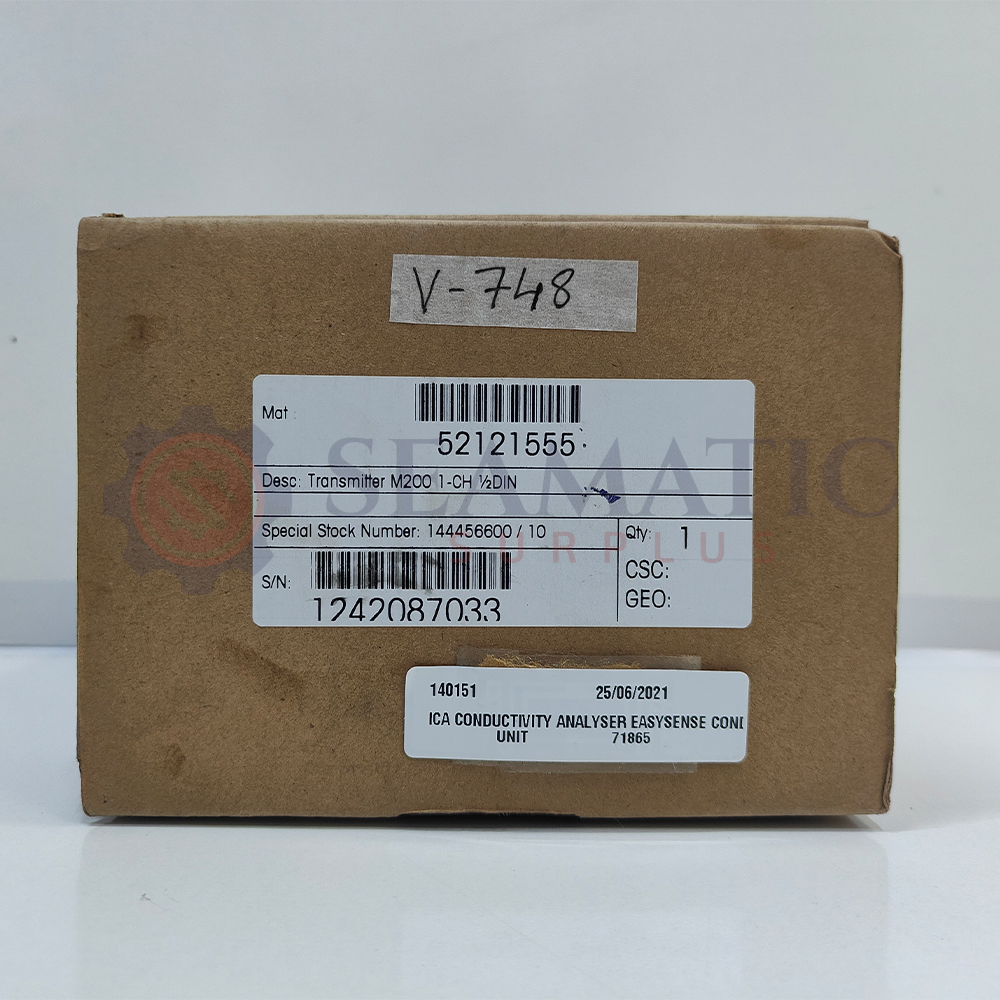 V-748
Mat :
52121555
Desc: Transmitter M200 1-CH ½DIN
SEAMATIC
Special Stock Number: 144456600 / 10
Qty: 1
SURPLUS
S/N:
CSC:
GEO:
1242087033
140151 25/06/2021
ICA CONDUCTIVITY ANALYSER EASYSENSE COND
UNIT 71865